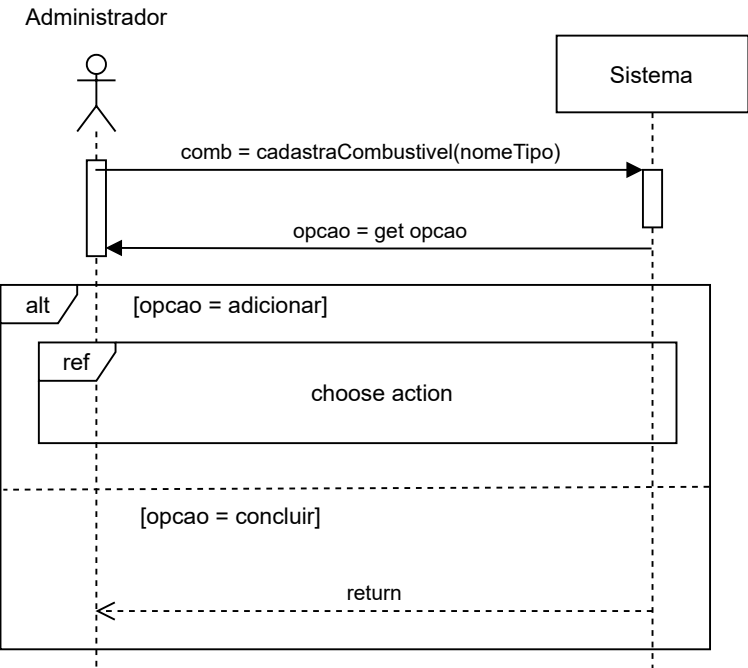 Administrador
Sistema
comb = cadastraCombustivel(nomeTipo)
opcao = get opcao
alt
[opcao = adicionar]
ref
choose action
[opcao = concluir]
return